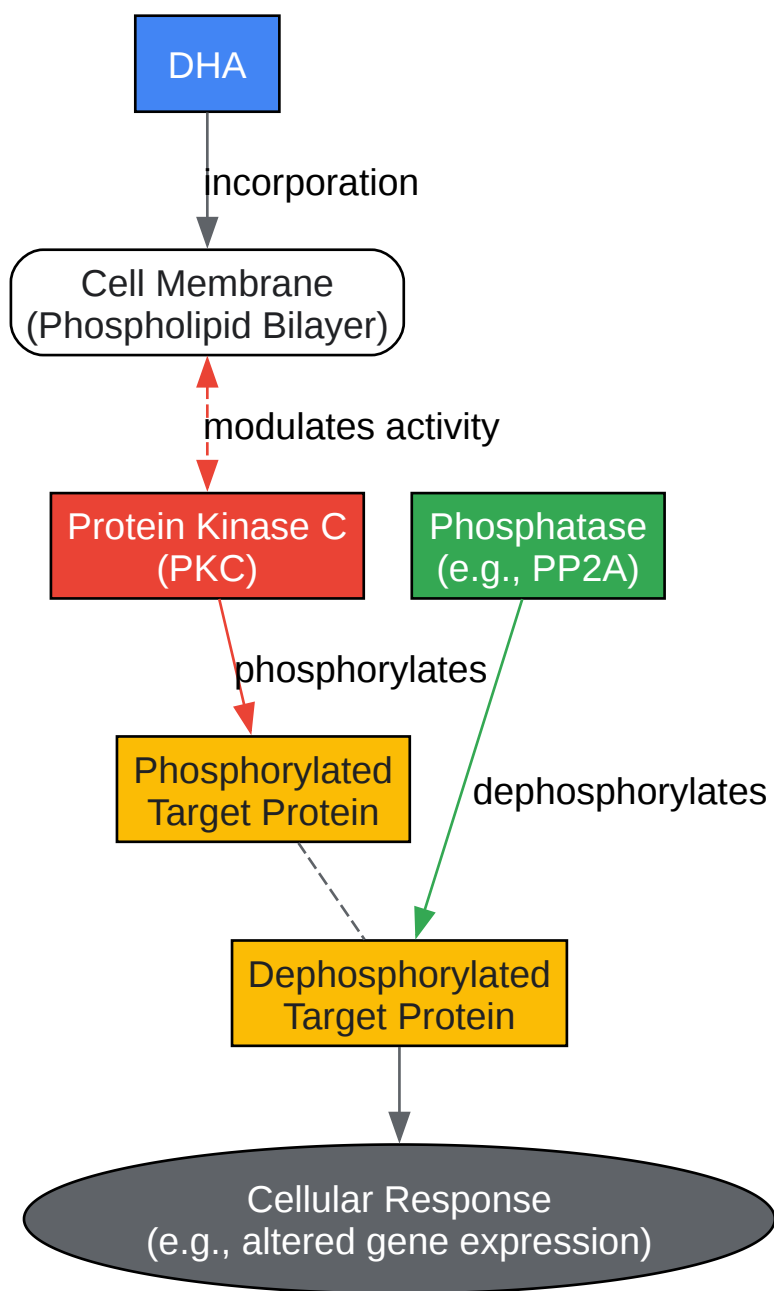 DHA
incorporation
Cell Membrane
(Phospholipid Bilayer)
modulates activity
Protein Kinase C
(PKC)
Phosphatase
(e.g., PP2A)
phosphorylates
Phosphorylated
Target Protein
dephosphorylates
Dephosphorylated
Target Protein
Cellular Response
(e.g., altered gene expression)